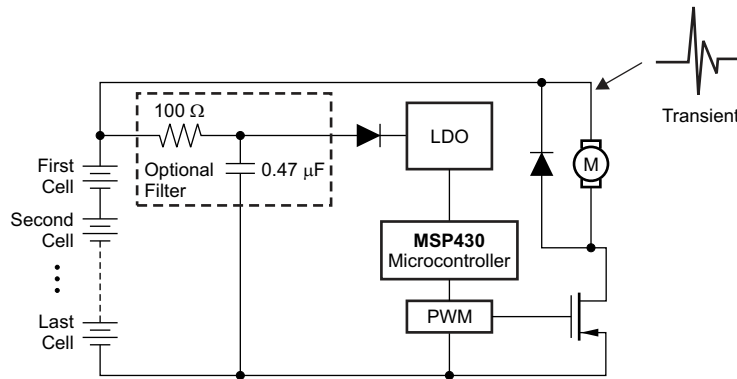 Transient
100 Ω
Optional
Filter
0.47 μF
LDO
M
First
Cell
Second
Cell
Last
Cell
MSP430
Microcontroller
PWM